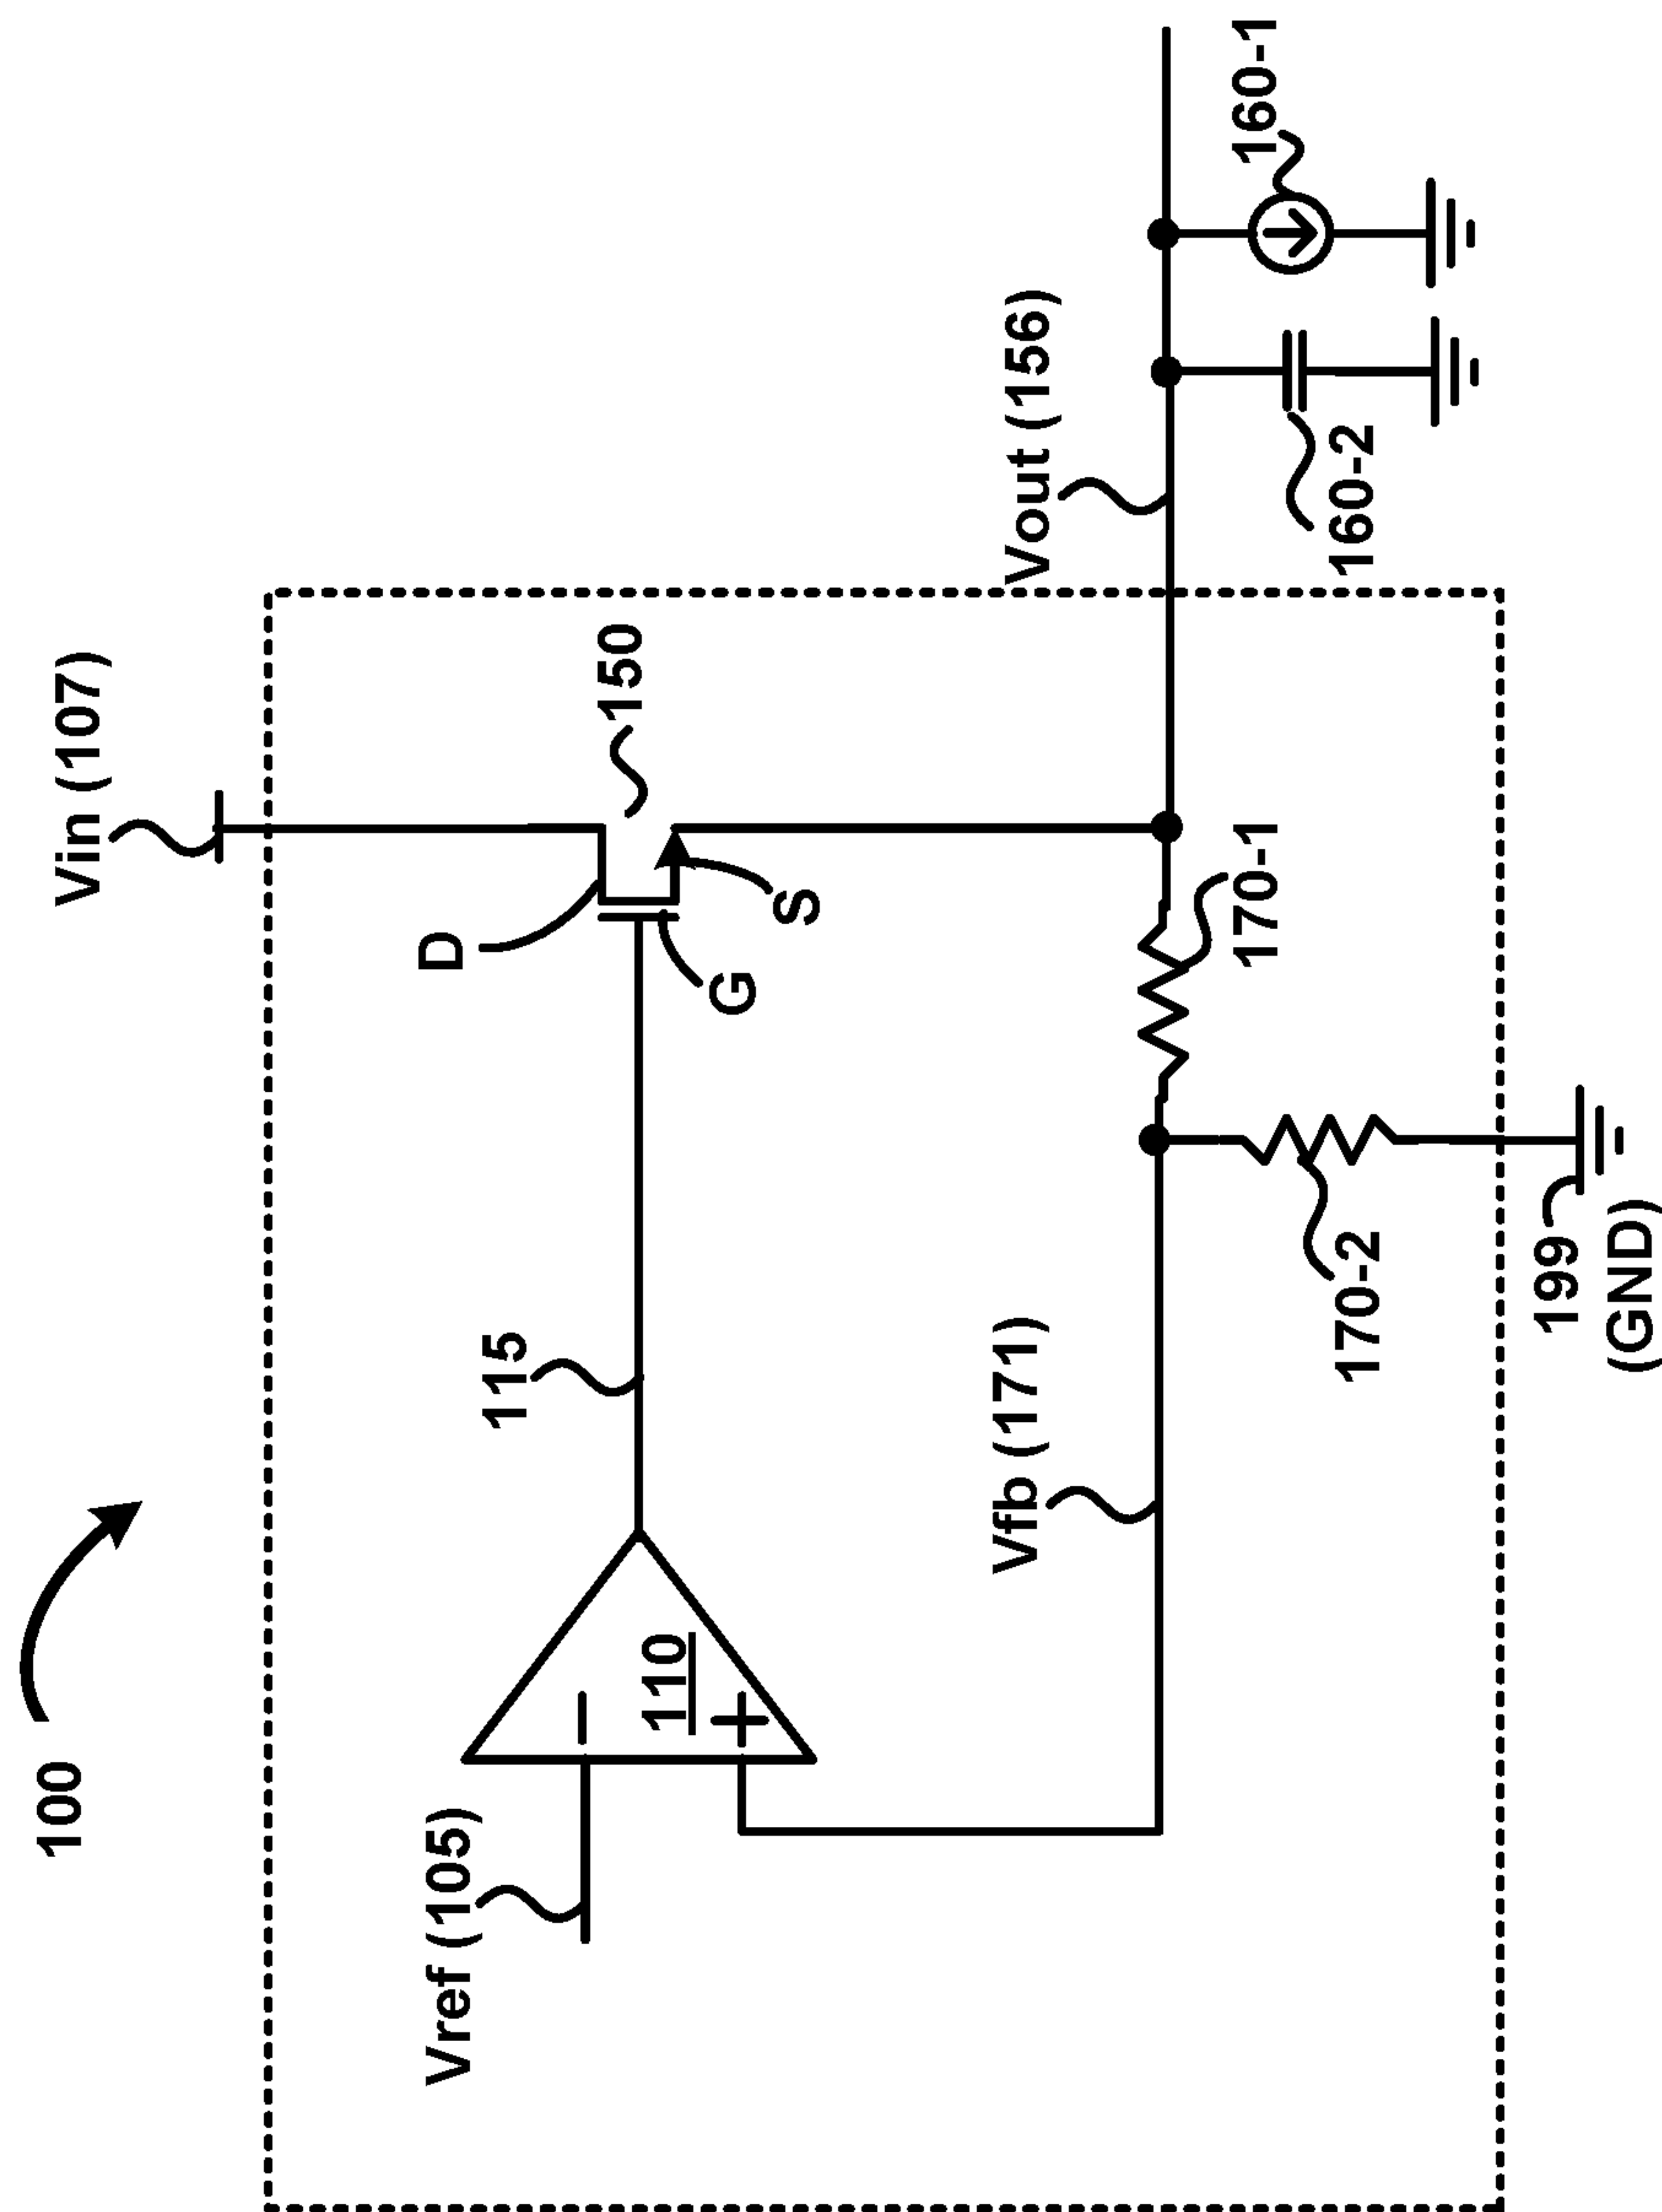 100
Vin (107)
Vref (105)
115
D
150
G
S
110
Vfb (171)
Vout (156)
170-1
170-2
160-2
160-1
199
(GND)
− 
+